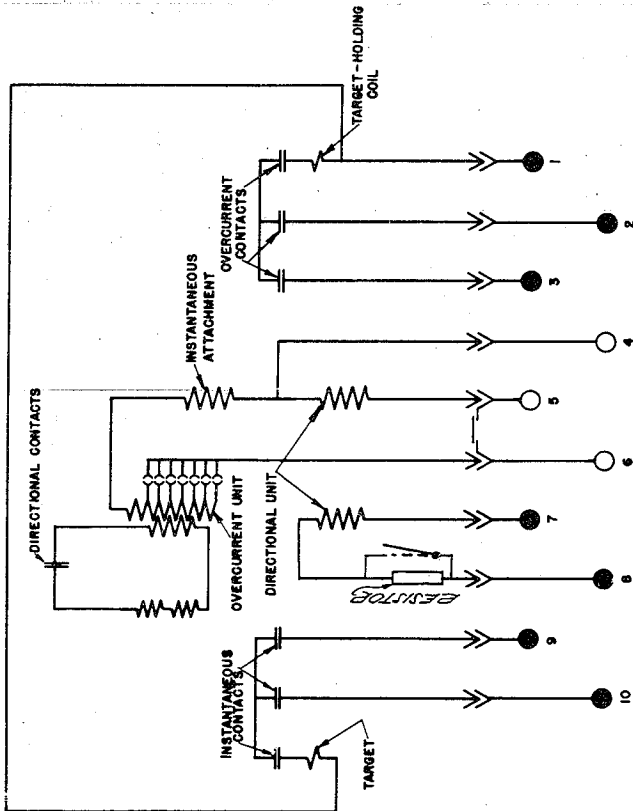 DIRECTIONAL CONTACTS
INSTANTANEOUS
ATTACHMENT
OVERCURRENT
CONTACTS
TARGET-HOLDING
COIL
OVERCURRENT UNIT
DIRECTIONAL UNIT
RESISTOR
INSTANTANEOUS
CONTACTS
TARGET
1
2
3
4
5
6
7
8
9
10